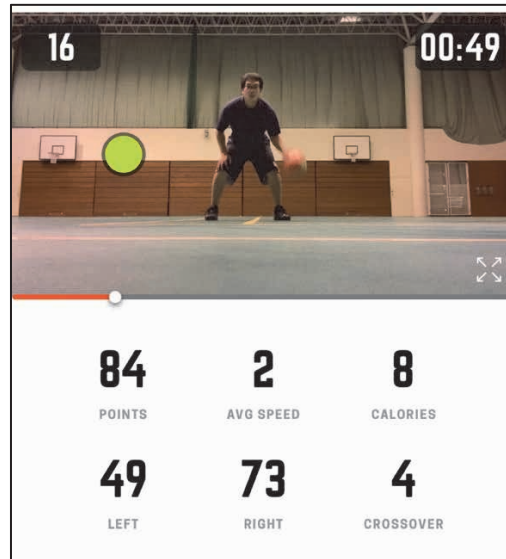 16 00:49
84 2 8
POINTS AVG SPEED CALORIES
49 73 4
LEFT RIGHT CROSSOVER